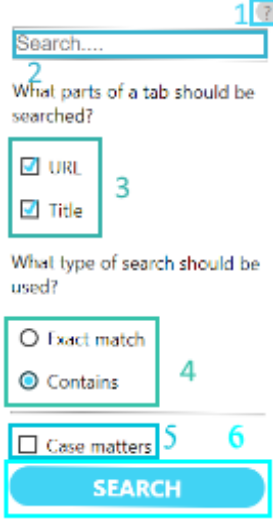 1 ?
Search....
2
What parts of a tab should be
searched?
URL
3
Title
What type of search should be
used?
Exact match
4
Contains
Case matters 5 6
SEARCH